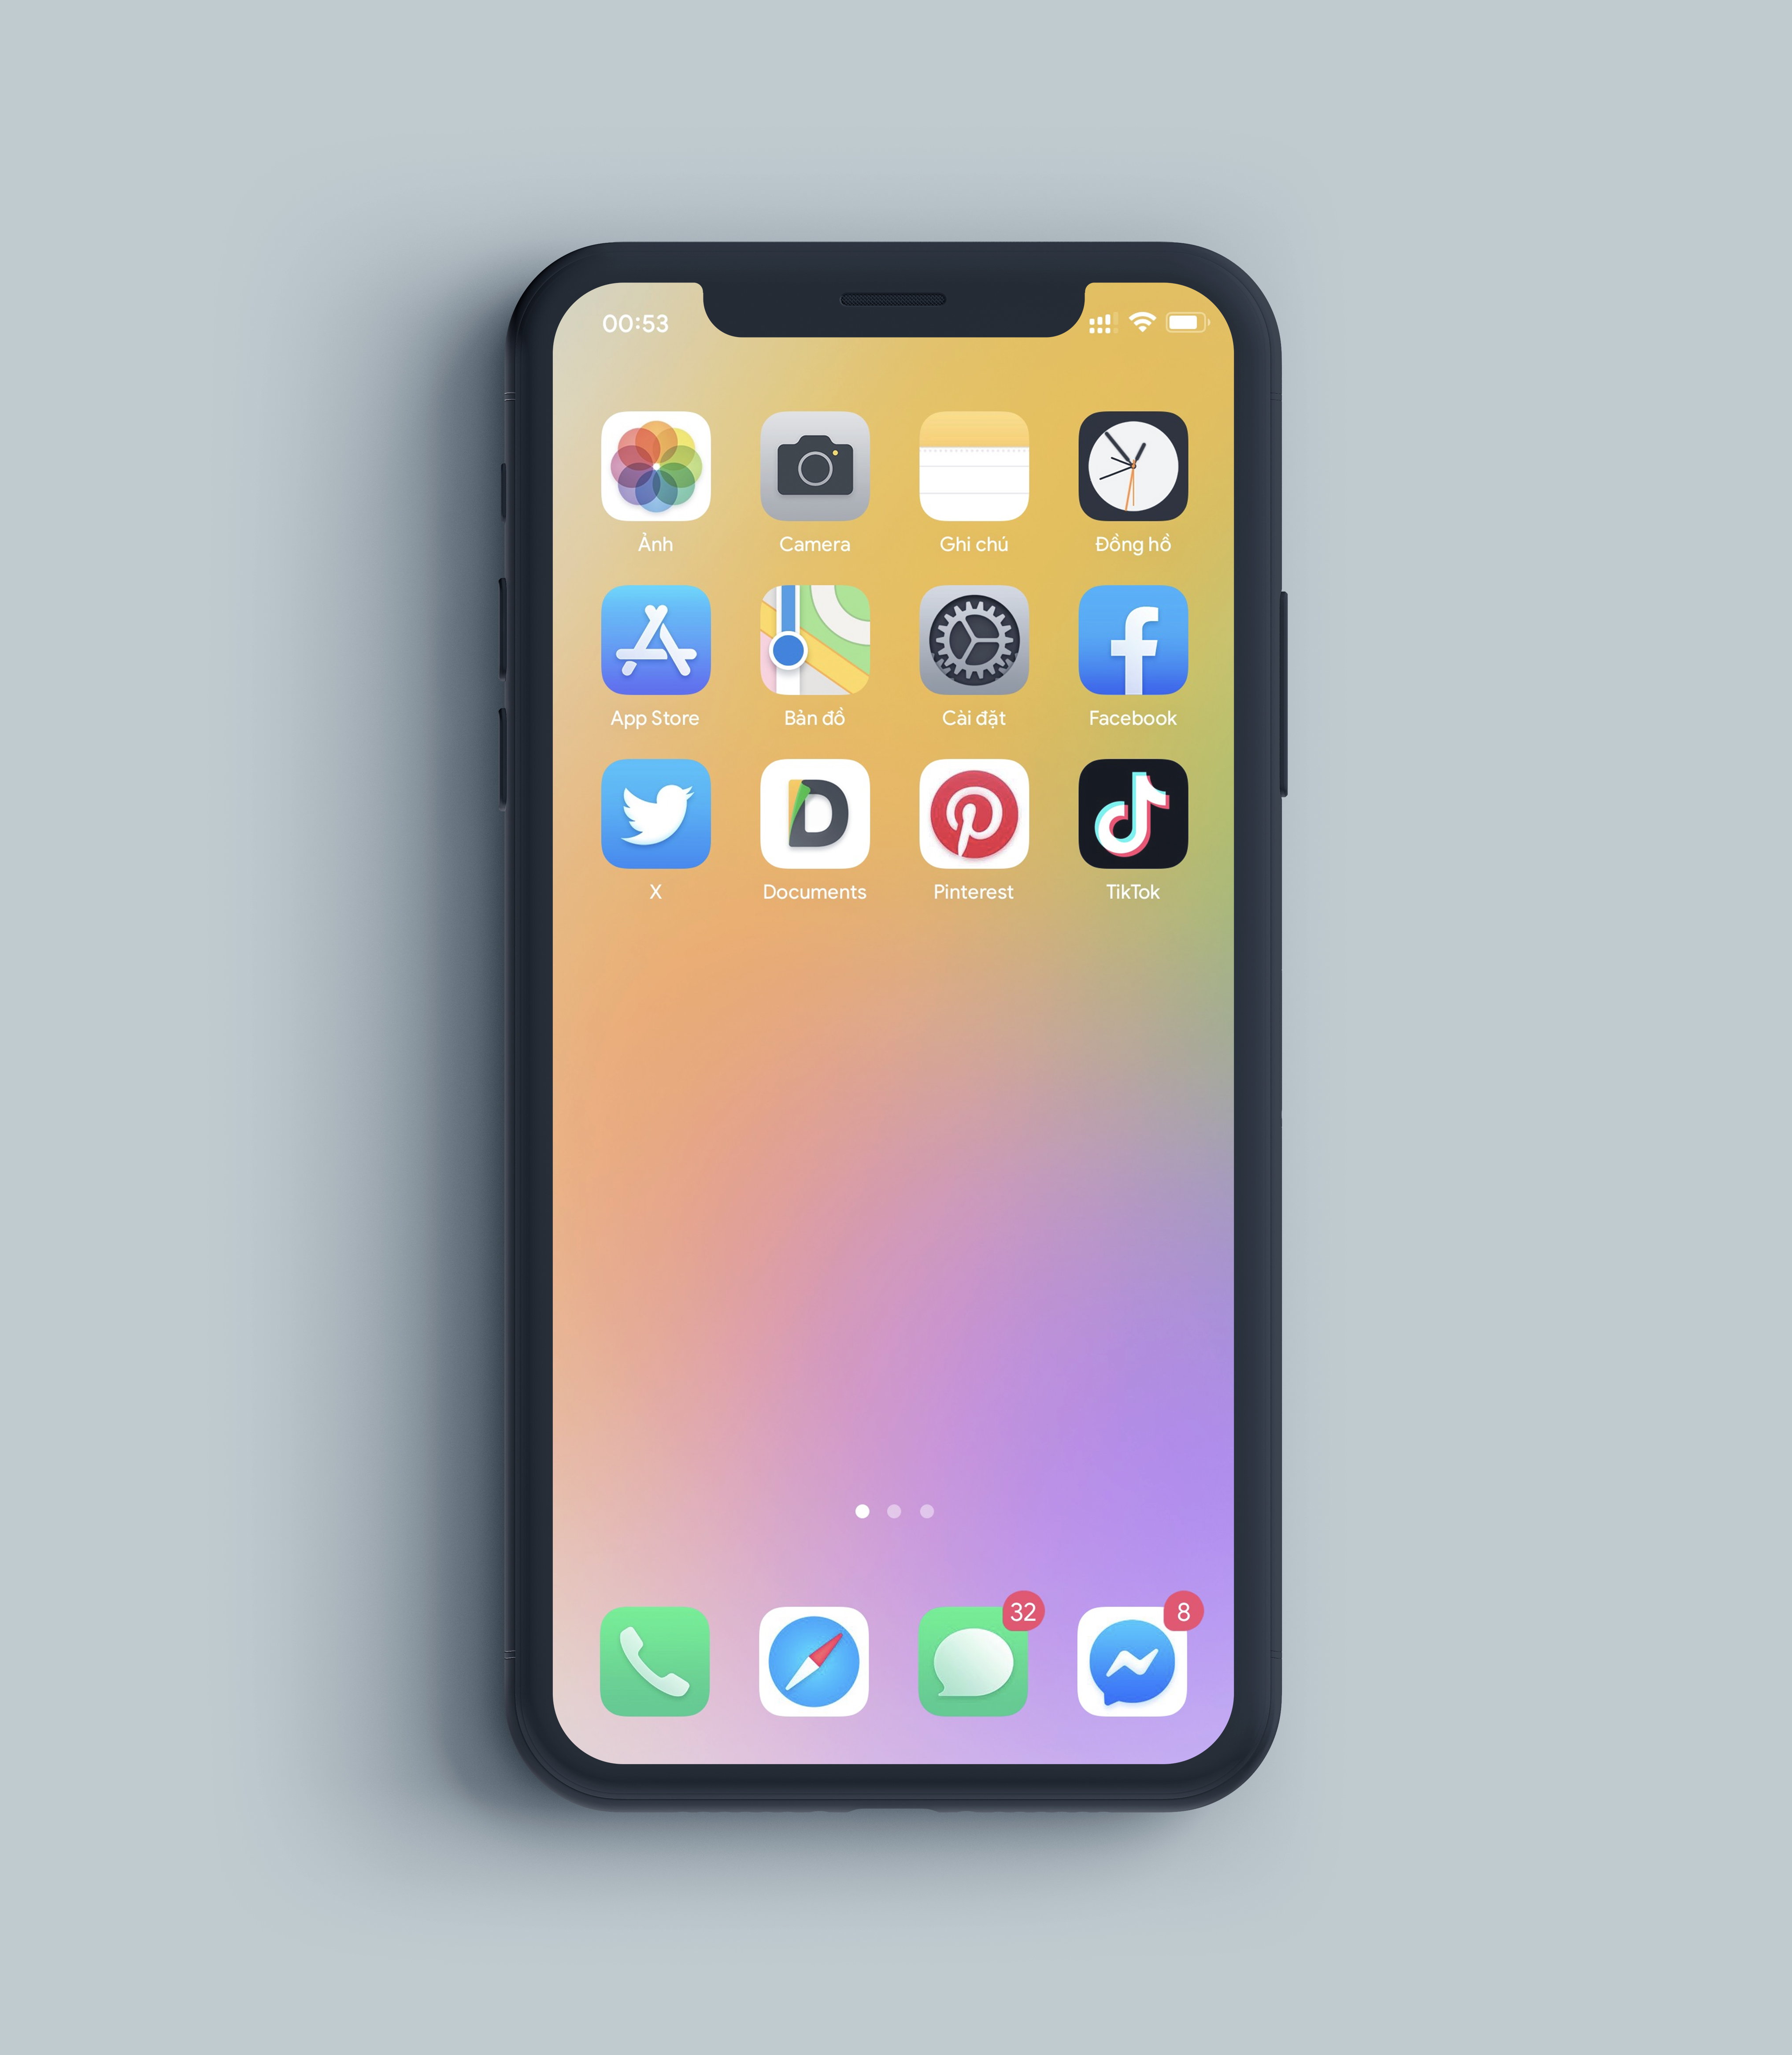 00:53
Ảnh
Camera
Ghi chú
Đồng hồ
App Store
Bản đồ
Cài đặt
Facebook
X
Documents
Pinterest
TikTok
32
8